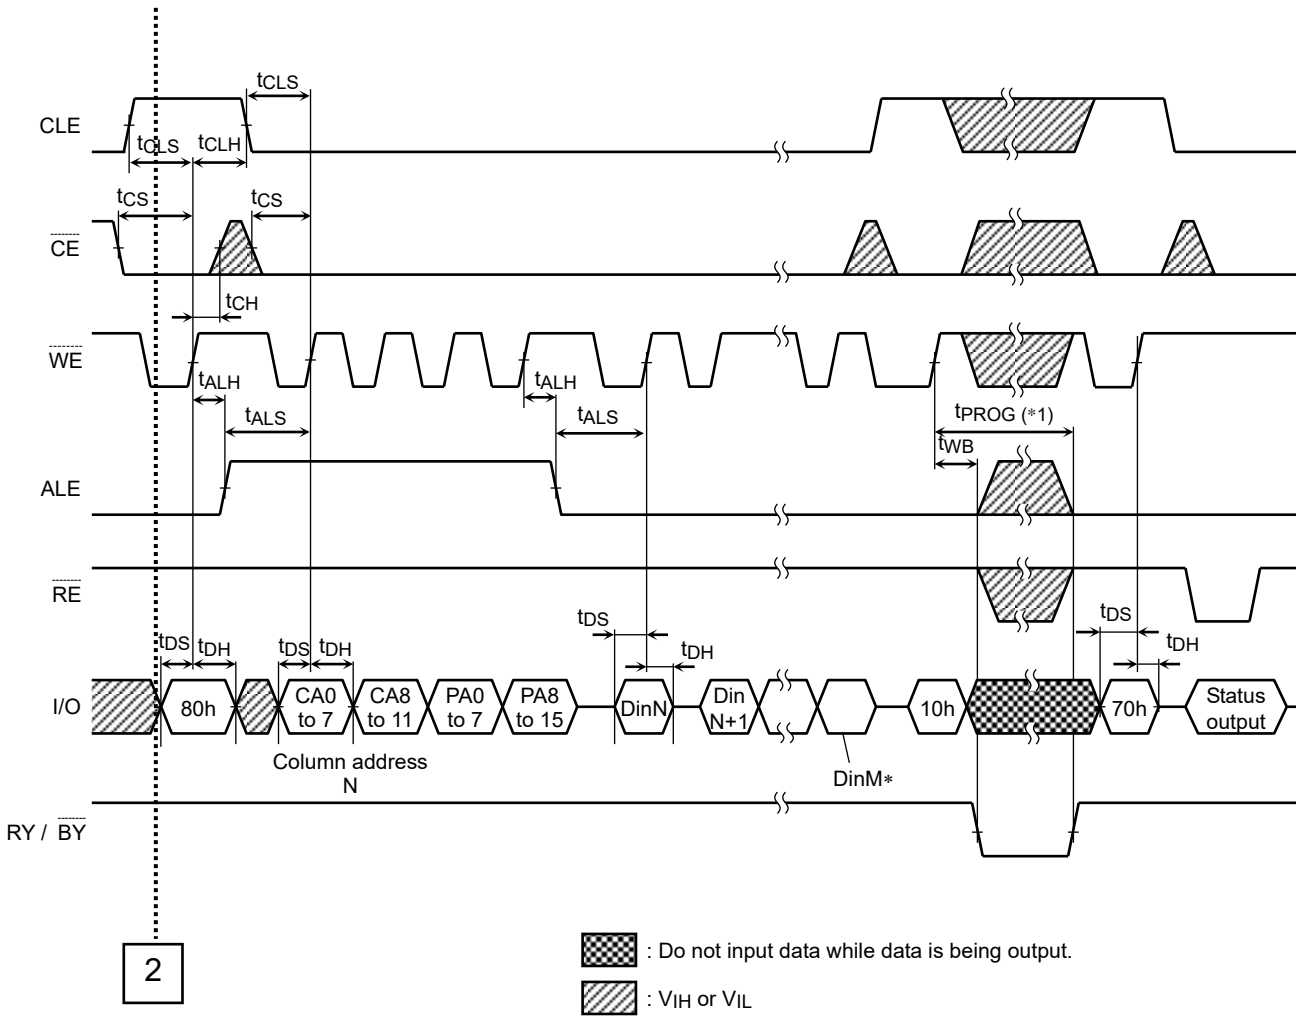 tCLS
CLE
tCLS
tCLH
tCS
tCS
CE
tCH
WE
tALH
tALH
tALS
tALS
tPROG (*1)
tWB
ALE
RE
tDS
tDH
tDS
tDH
tDS
tDH
tDS
tDH
I/O
80h
CA0
to 7
CA8
to 11
PA0
to 7
PA8
to 15
DinN
Din
N+1
10h
70h
Status
output
Column address
N
DinM*
RY / BY
2
: Do not input data while data is being output.
: VIH or VIL